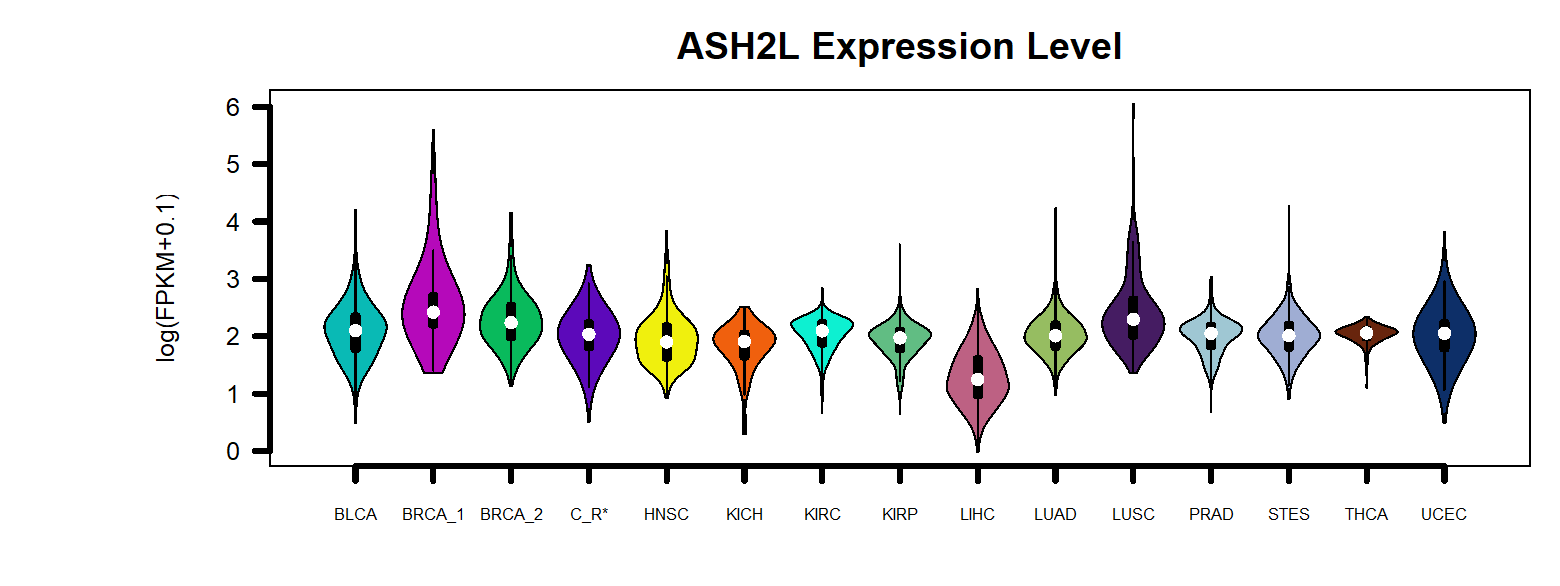 ASH2L Expression Level
log(FPKM+0.1)
6
5
4
3
2
1
0
BLCA BRCA_1 BRCA_2 C_R* HNSC KICH KIRC KIRP LIHC LUAD LUSC PRAD STES THCA UCEC